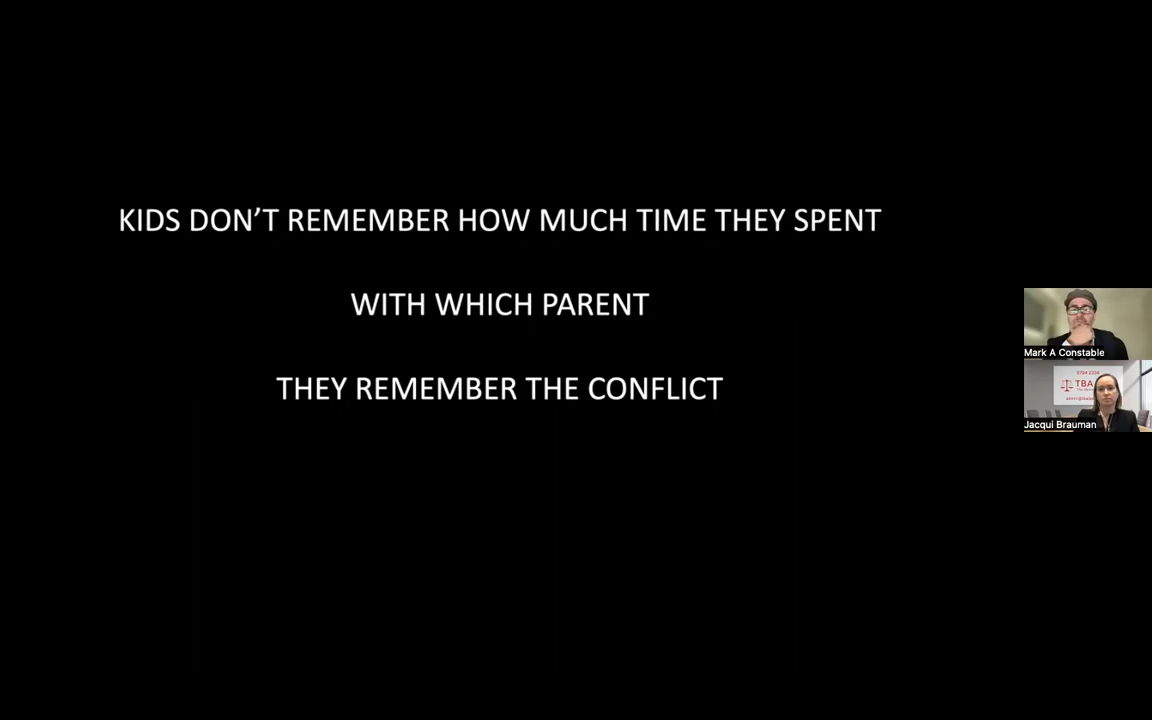 KIDS DON'T REMEMBER HOW MUCH TIME THEY SPENT
WITH WHICH PARENT
THEY REMEMBER THE CONFLICT
Mark A Constable
TBA
Jacqui Brauman